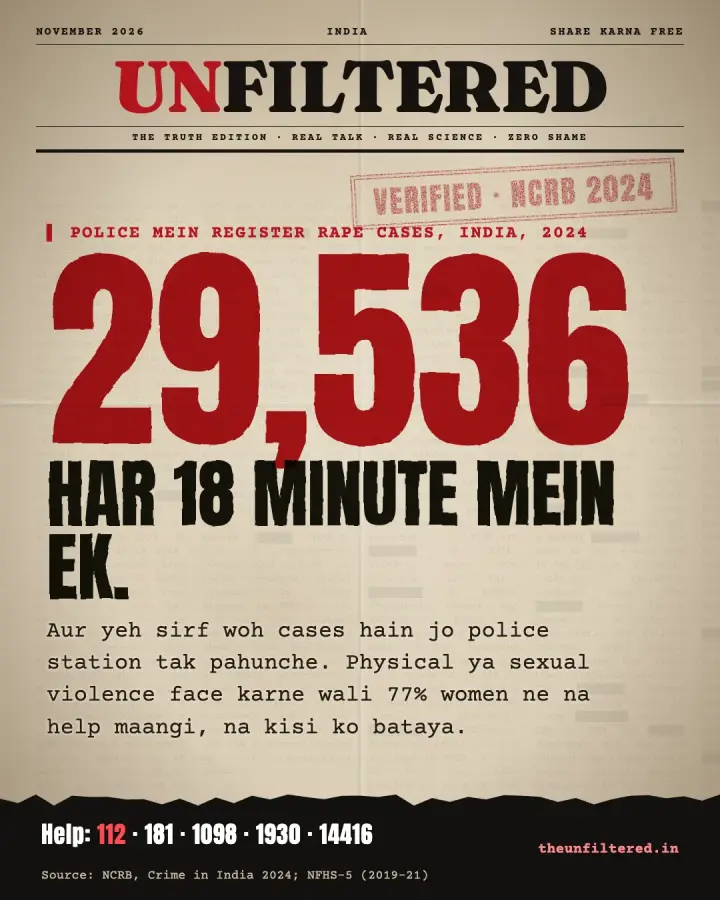 NOVEMBER 2026 INDIA SHARE KARNA FREE
UNFILTERED
THE TRUTH EDITION · REAL TALK · REAL SCIENCE · ZERO SHAME
VERIFIED · NCRB 2024
POLICE MEIN REGISTER RAPE CASES, INDIA, 2024
29,536
HAR 18 MINUTE MEIN
EK.
Aur yeh sirf woh cases hain jo police
station tak pahunche. Physical ya sexual
violence face karne wali 77% women ne na
help maangi, na kisi ko bataya.
Help: 112 · 181 · 1098 · 1930 · 14416
theunfiltered.in
Source: NCRB, Crime in India 2024; NFHS-5 (2019-21)